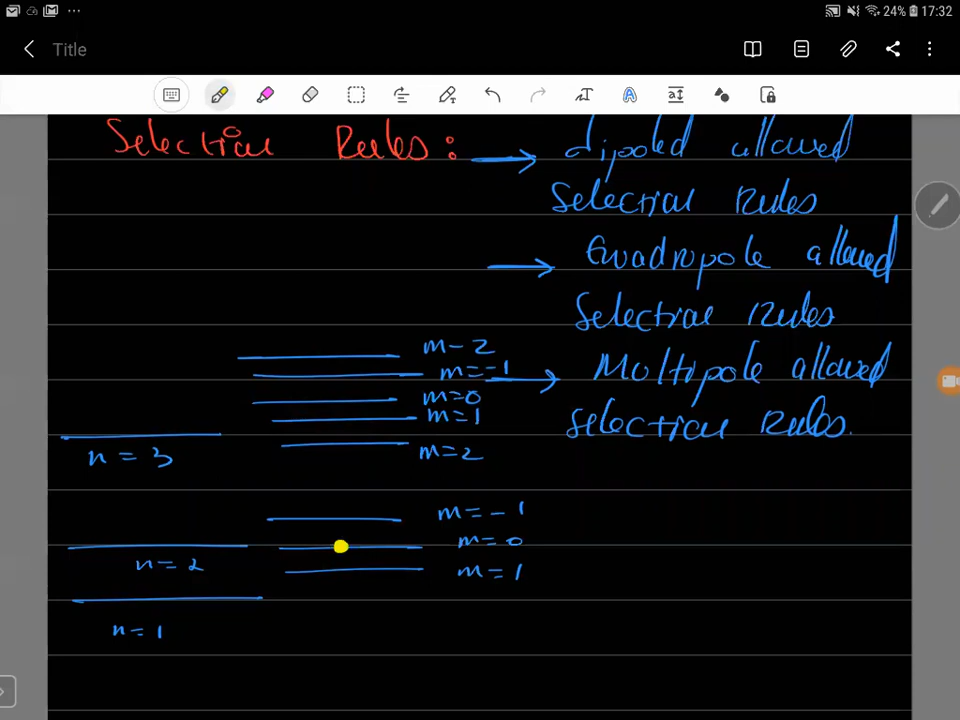 24% 17:32
Title
Selection Rules: dipoled allowed
Selection Rules
Quadrupole allowed
Selection Rules
m-2
m=-1
Multipole allowed
m=0
m=1
selection Rules.
m=2
n = 3
m=-1
m=0
n=2
m=1
n=1